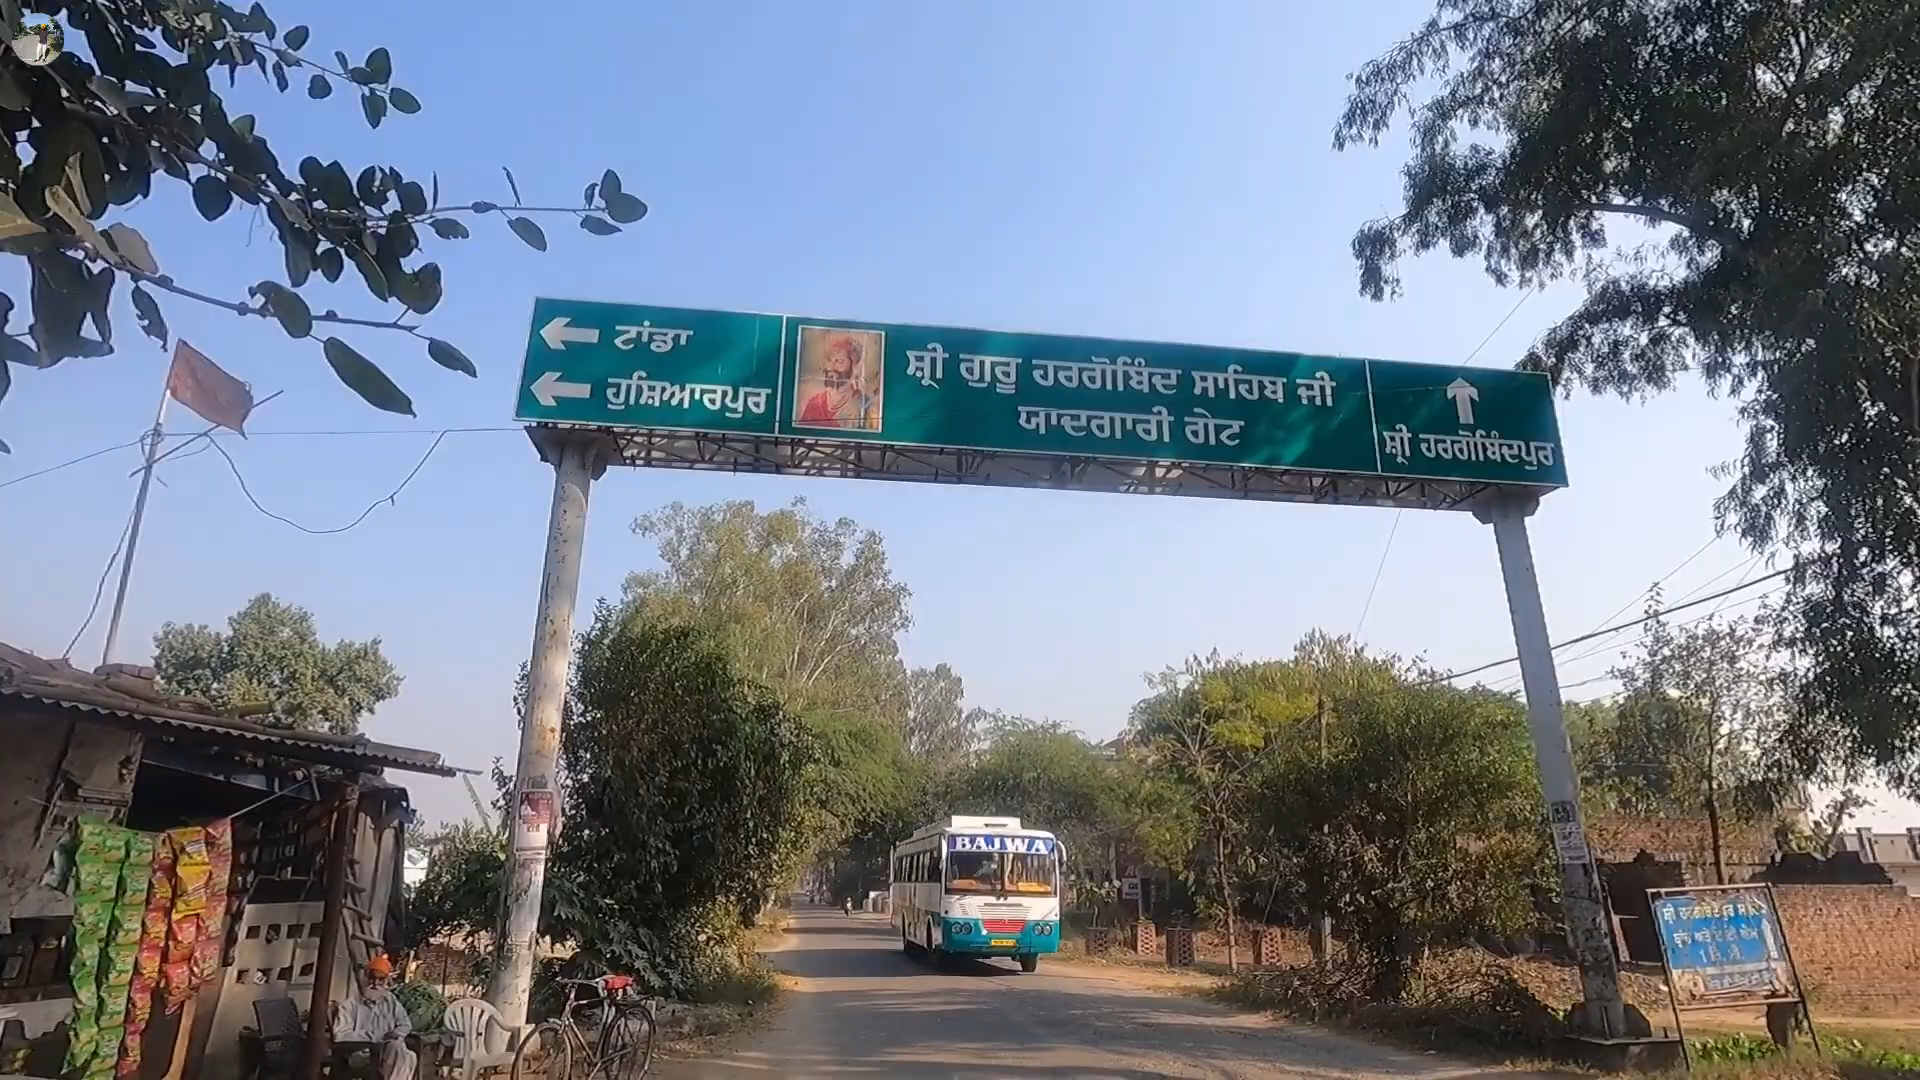 ਟਾਂਡਾ
ਹੁਸ਼ਿਆਰਪੁਰ
ਸ਼੍ਰੀ ਗੁਰੂ ਹਰਗੋਬਿੰਦ ਸਾਹਿਬ ਜੀ
ਯਾਦਗਾਰੀ ਗੇਟ
ਸ਼੍ਰੀ ਹਰਗੋਬਿੰਦਪੁਰ
BAJWA